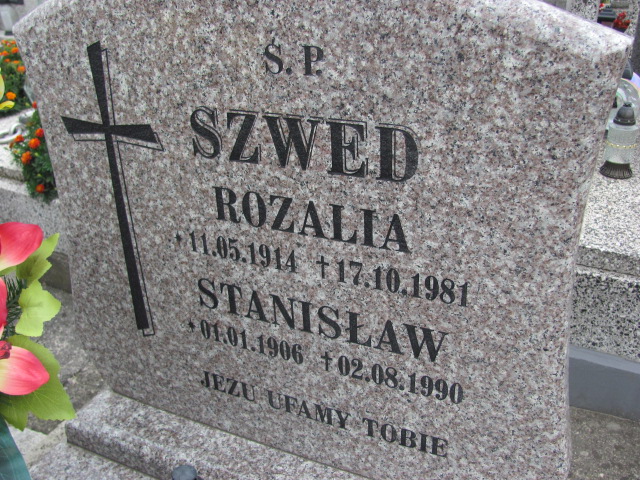 S. P.
SZWED
ROZALIA
* 11.05.1914 † 17.10.1981
STANISŁAW
* 01.01.1906 † 02.08.1990
JEZU UFAMY TOBIE